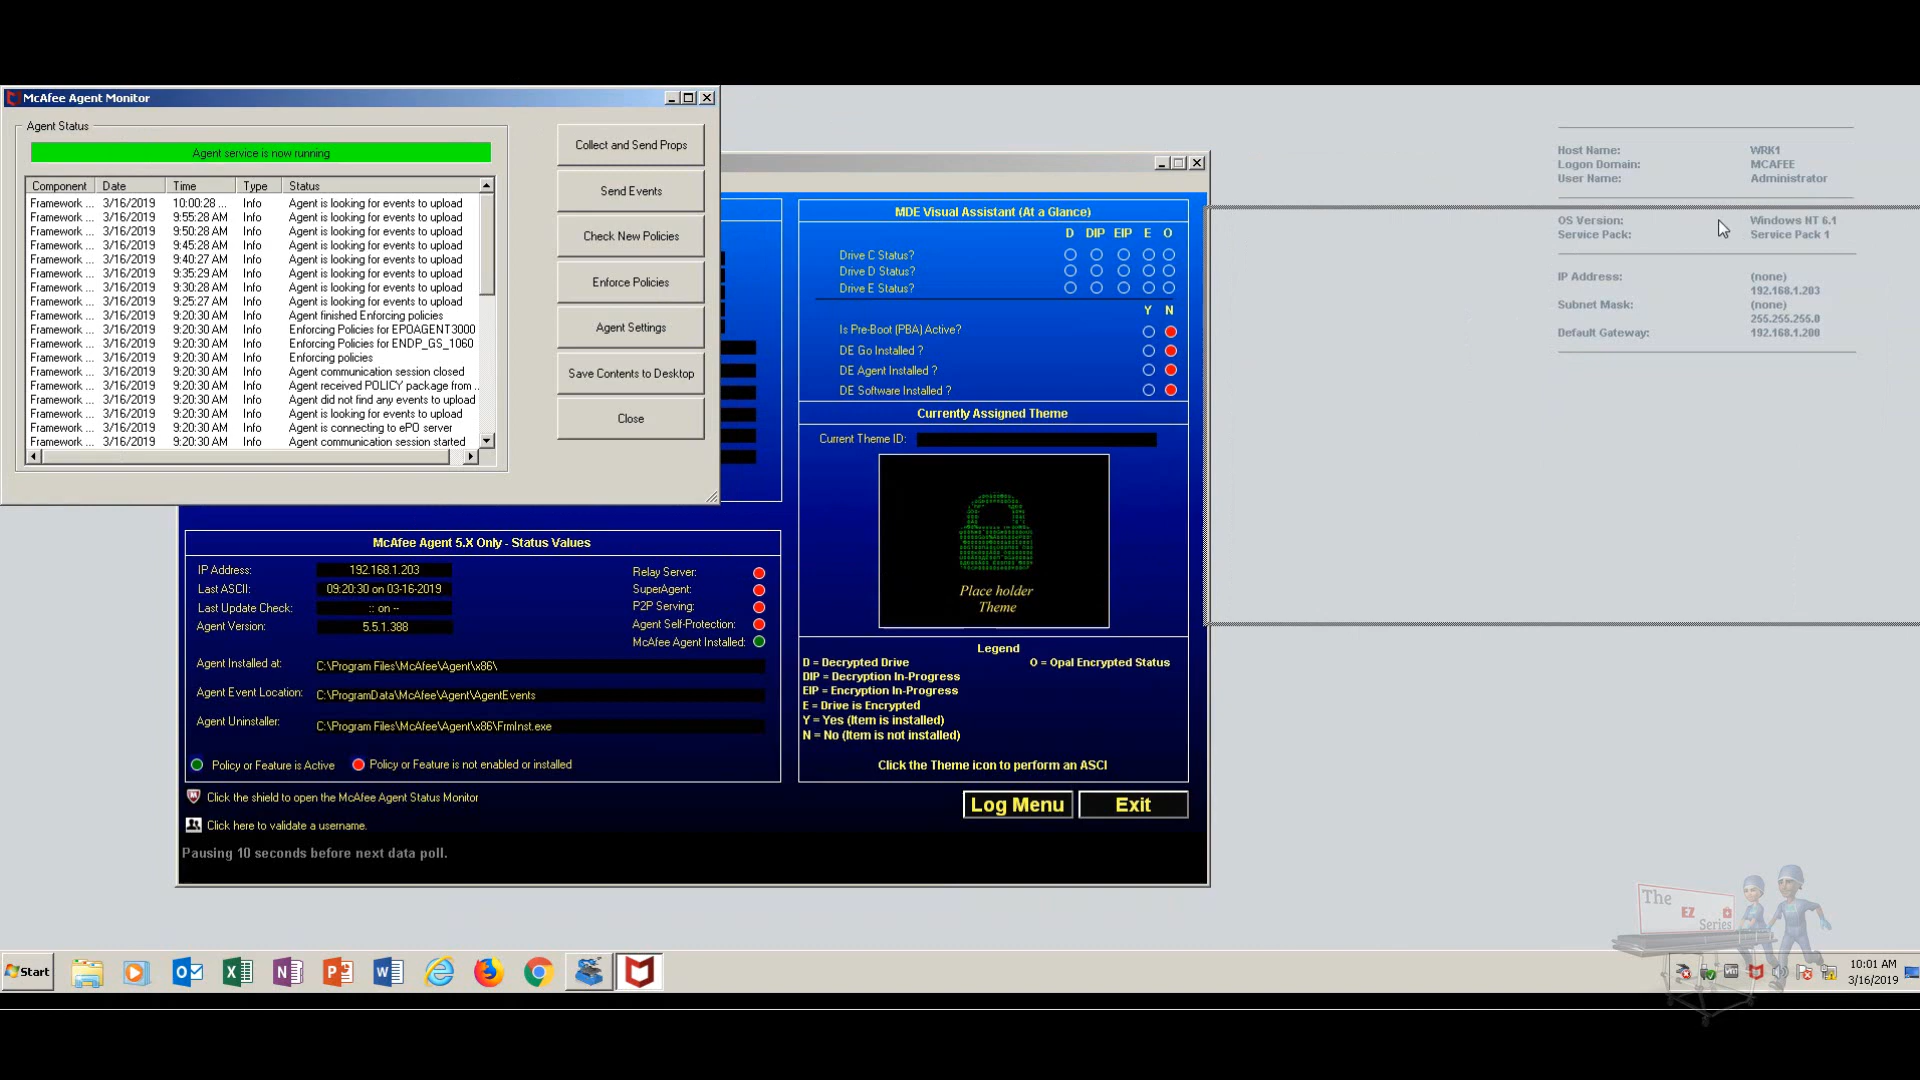 McAfee Agent Monitor
Agent Status
Agent service is now running
Component Date Time Type Status
Framework ... 3/16/2019 10:00:28 ... Info Agent is looking for events to upload
Framework ... 3/16/2019 9:55:28 AM Info Agent is looking for events to upload
Framework ... 3/16/2019 9:50:28 AM Info Agent is looking for events to upload
Framework ... 3/16/2019 9:45:28 AM Info Agent is looking for events to upload
Framework ... 3/16/2019 9:40:27 AM Info Agent is looking for events to upload
Framework ... 3/16/2019 9:35:29 AM Info Agent is looking for events to upload
Framework ... 3/16/2019 9:30:28 AM Info Agent is looking for events to upload
Framework ... 3/16/2019 9:25:27 AM Info Agent is looking for events to upload
Framework ... 3/16/2019 9:20:30 AM Info Agent finished Enforcing policies
Framework ... 3/16/2019 9:20:30 AM Info Enforcing Policies for EPOAGENT3000
Framework ... 3/16/2019 9:20:30 AM Info Enforcing Policies for ENDP_GS_1060
Framework ... 3/16/2019 9:20:30 AM Info Enforcing policies
Framework ... 3/16/2019 9:20:30 AM Info Agent communication session closed
Framework ... 3/16/2019 9:20:30 AM Info Agent received POLICY package from ..
Framework ... 3/16/2019 9:20:30 AM Info Agent did not find any events to upload
Framework ... 3/16/2019 9:20:30 AM Info Agent is looking for events to upload
Framework ... 3/16/2019 9:20:30 AM Info Agent is connecting to ePO server
Framework ... 3/16/2019 9:20:30 AM Info Agent communication session started
Collect and Send Props
Send Events
Check New Policies
Enforce Policies
Agent Settings
Save Contents to Desktop
Close
MDE Visual Assistant (At a Glance)
D DIP EIP E O
Drive C Status?
Drive D Status?
Drive E Status?
Y N
Is Pre-Boot (PBA) Active?
DE Go Installed ?
DE Agent Installed ?
DE Software Installed ?
Currently Assigned Theme
Current Theme ID:
Place holder
Theme
Legend
D = Decrypted Drive O = Opal Encrypted Status
DIP = Decryption In-Progress
EIP = Encryption In-Progress
E = Drive is Encrypted
Y = Yes (Item is installed)
N = No (Item is not installed)
Click the Theme icon to perform an ASCI
Log Menu Exit
McAfee Agent 5.X Only - Status Values
IP Address: 192.168.1.203
Last ASCII: 09:20:30 on 03-16-2019
Last Update Check: :: on --
Agent Version: 5.5.1.388
Relay Server:
SuperAgent:
P2P Serving:
Agent Self-Protection:
McAfee Agent Installed:
Agent Installed at: C:\Program Files\McAfee\Agent\x86\
Agent Event Location: C:\ProgramData\McAfee\Agent\AgentEvents
Agent Uninstaller: C:\Program Files\McAfee\Agent\x86\FrmInst.exe
Policy or Feature is Active Policy or Feature is not enabled or installed
Click the shield to open the McAfee Agent Status Monitor
Click here to validate a username.
Pausing 10 seconds before next data poll.
Host Name: WRK1
Logon Domain: MCAFEE
User Name: Administrator
OS Version: Windows NT 6.1
Service Pack: Service Pack 1
IP Address: (none)
192.168.1.203
Subnet Mask: (none)
255.255.255.0
Default Gateway: 192.168.1.200
The
EZ
Series
Start
10:01 AM
3/16/2019